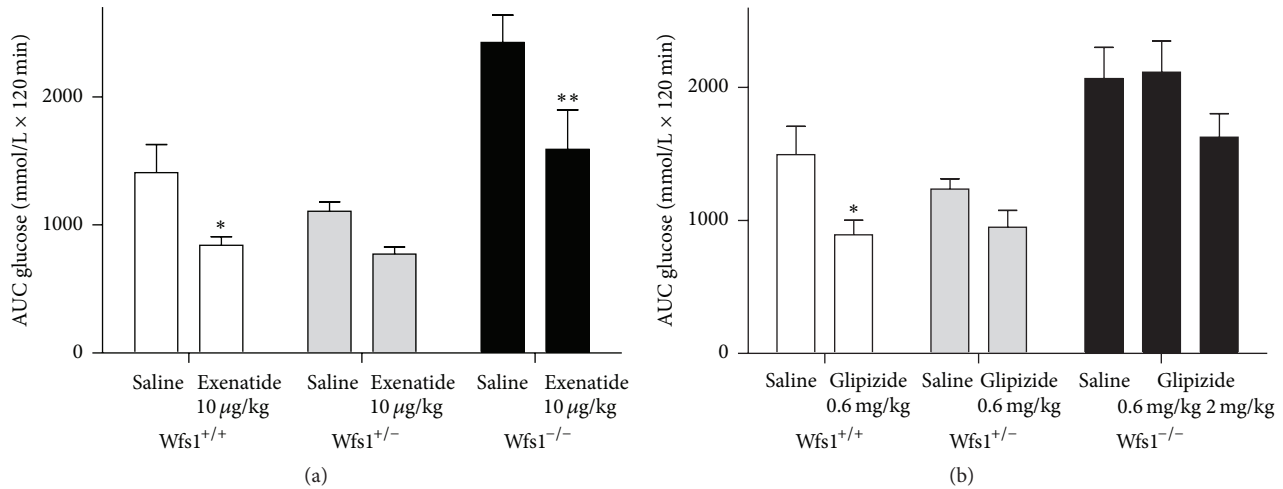 AUC glucose (mmol/L × 120 min)
2000
1000
0
* **
Saline Exenatide Saline Exenatide Saline Exenatide
10 µg/kg 10 µg/kg 10 µg/kg
Wfs1+/+ Wfs1+/− Wfs1−/−
(a)
AUC glucose (mmol/L × 120 min)
2000
1000
0
*
Saline Glipizide Saline Glipizide Saline Glipizide
0.6 mg/kg 0.6 mg/kg 0.6 mg/kg 2 mg/kg
Wfs1+/+ Wfs1+/− Wfs1−/−
(b)